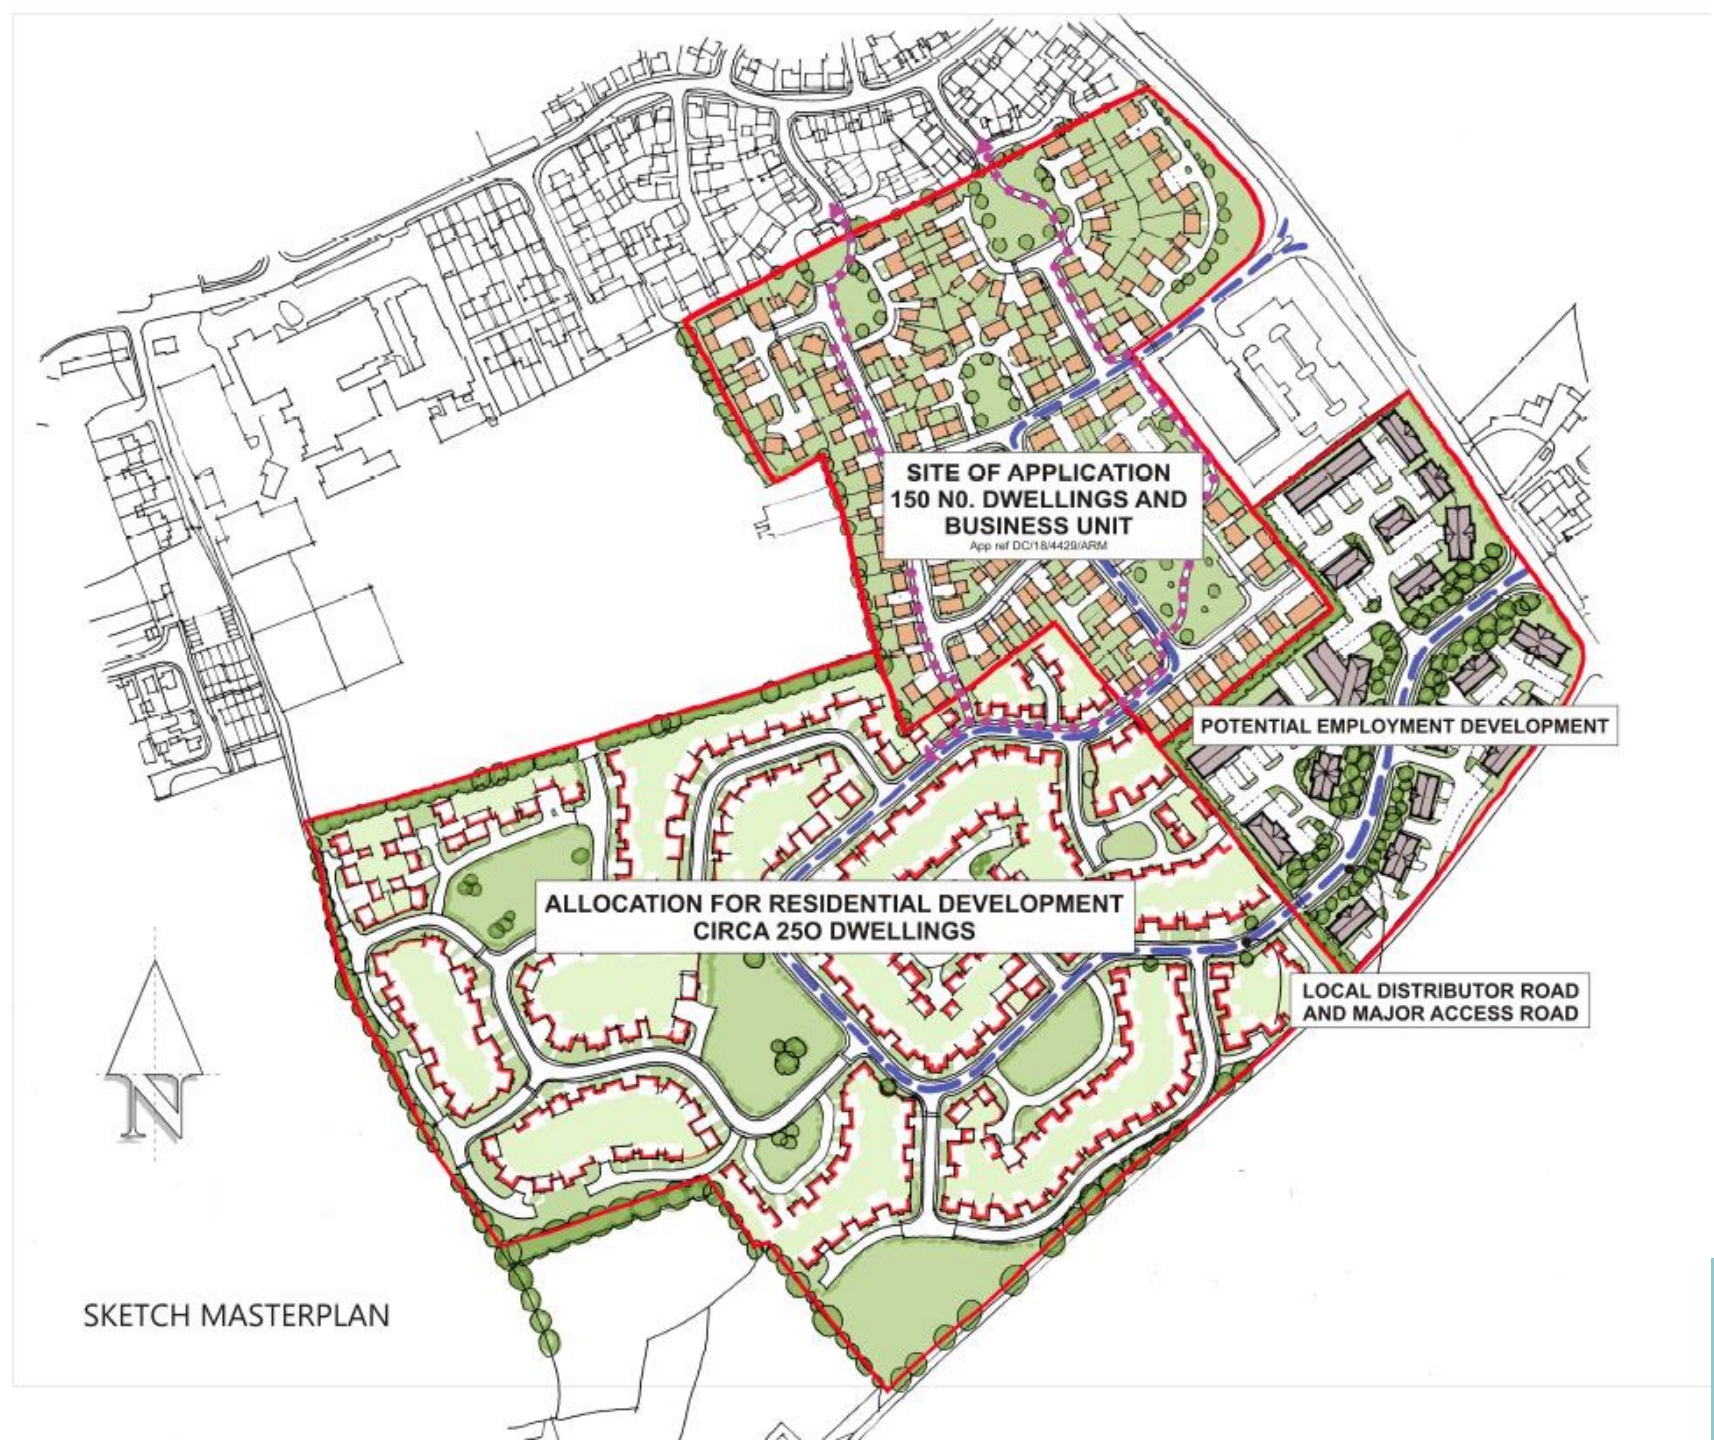 SITE OF APPLICATION
150 N0. DWELLINGS AND
BUSINESS UNIT
App ref DC/18/4429/ARM
POTENTIAL EMPLOYMENT DEVELOPMENT
ALLOCATION FOR RESIDENTIAL DEVELOPMENT
CIRCA 25O DWELLINGS
LOCAL DISTRIBUTOR ROAD
AND MAJOR ACCESS ROAD
N
SKETCH MASTERPLAN